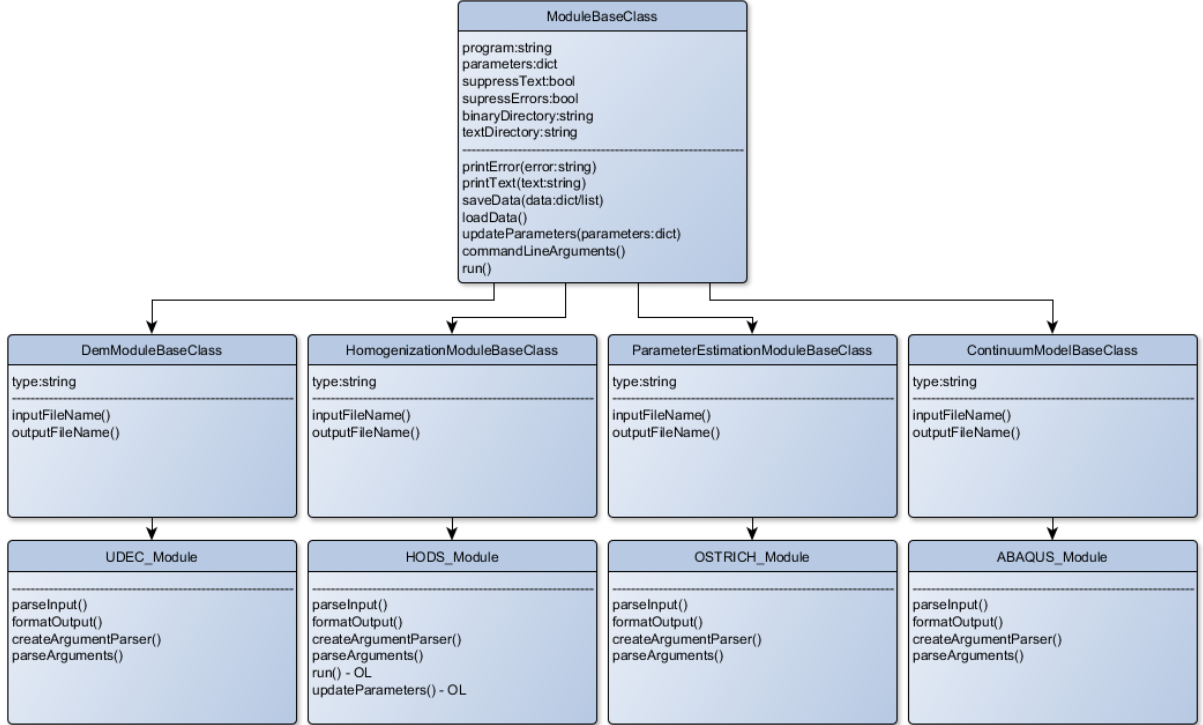 ModuleBaseClass
program:string
parameters:dict
suppressText:bool
supressErrors:bool
binaryDirectory:string
textDirectory:string
printError(error:string)
printText(text:string)
saveData(data:dict/list)
loadData()
updateParameters(parameters:dict)
commandLineArguments()
run()
DemModuleBaseClass
type:string
inputFileName()
outputFileName()
HomogenizationModuleBaseClass
type:string
inputFileName()
outputFileName()
ParameterEstimationModuleBaseClass
type:string
inputFileName()
outputFileName()
ContinuumModelBaseClass
type:string
inputFileName()
outputFileName()
UDEC_Module
parseInput()
formatOutput()
createArgumentParser()
parseArguments()
HODS_Module
parseInput()
formatOutput()
createArgumentParser()
parseArguments()
run() - OL
updateParameters() - OL
OSTRICH_Module
parseInput()
formatOutput()
createArgumentParser()
parseArguments()
ABAQUS_Module
parseInput()
formatOutput()
createArgumentParser()
parseArguments()